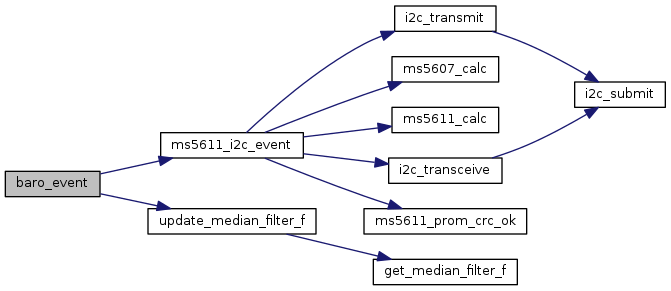 i2c_transmit
ms5607_calc
i2c_submit
ms5611_calc
ms5611_i2c_event
i2c_transceive
baro_event
update_median_filter_f
ms5611_prom_crc_ok
get_median_filter_f